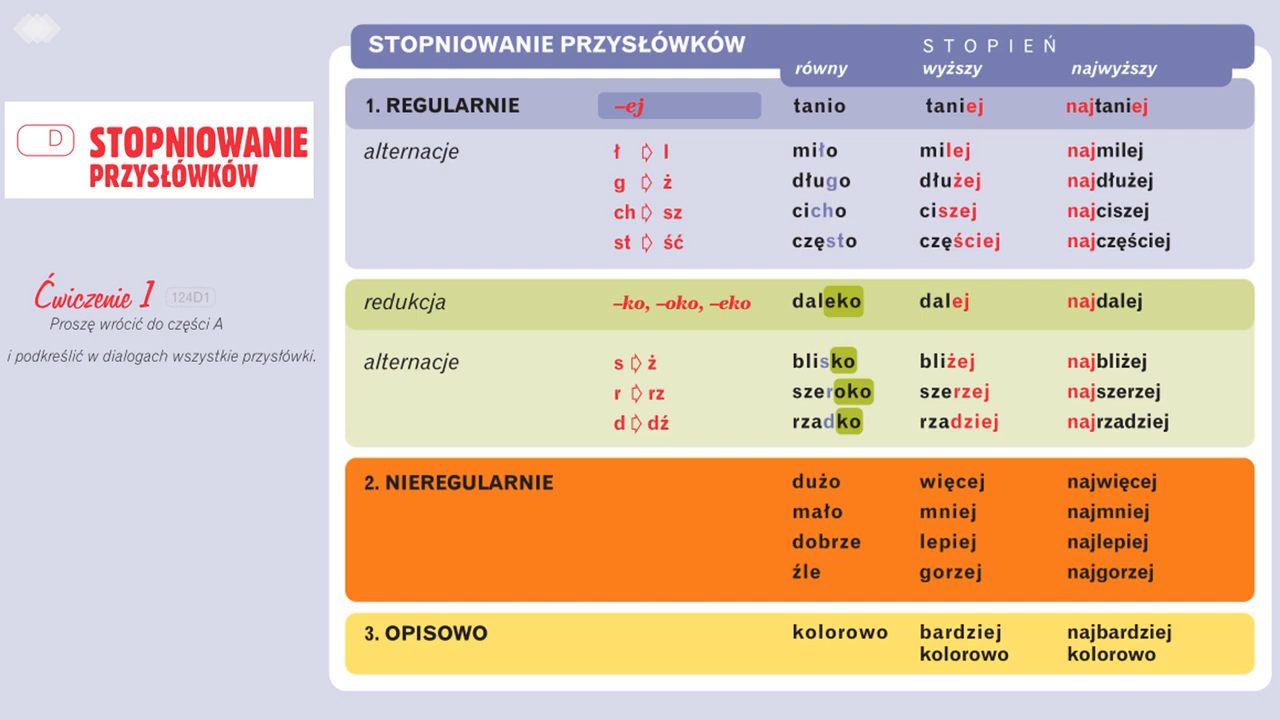 D STOPNIOWANIE
PRZYSŁÓWKÓW
Ćwiczenie 1 124D1
Proszę wrócić do części A
i podkreślić w dialogach wszystkie przysłówki.
STOPNIOWANIE PRZYSŁÓWKÓW STOPIEŃ
równy wyższy najwyższy
1. REGULARNIE –ej tanio taniej najtaniej
alternacje ł l miło milej najmilej
g ż długo dłużej najdłużej
ch sz cicho ciszej najciszej
st ść często częściej najczęściej
redukcja –ko, –oko, –eko daleko dalej najdalej
alternacje s ż blisko bliżej najbliżej
r rz szeroko szerzej najszerzej
d dź rzadko rzadziej najrzadziej
2. NIEREGULARNIE dużo więcej najwięcej
mało mniej najmniej
dobrze lepiej najlepiej
źle gorzej najgorzej
3. OPISOWO kolorowo bardziej najbardziej
kolorowo kolorowo